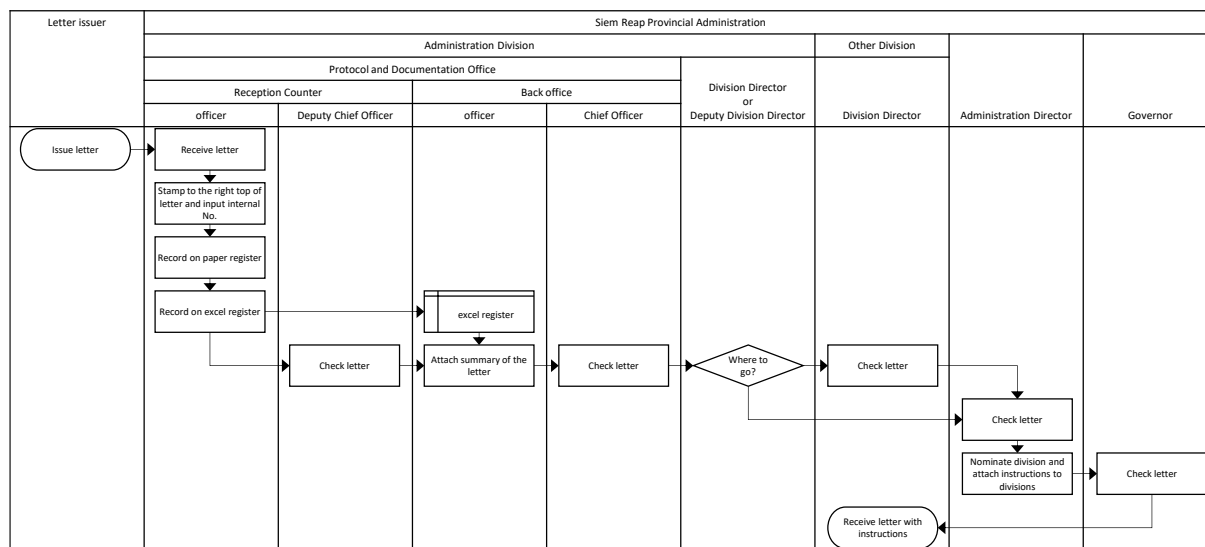 Letter issuer
Siem Reap Provincial Administration
Administration Division
Other Division
Protocol and Documentation Office
Reception Counter
Back office
Division Director
or
Deputy Division Director
officer
Deputy Chief Officer
officer
Chief Officer
Division Director
Administration Director
Governor
Issue letter
Receive letter
Stamp to the right top of
letter and input internal
No.
Record on paper register
Record on excel register
excel register
Check letter
Attach summary of the
letter
Check letter
Where to
go?
Check letter
Check letter
Nominate division and
attach instructions to
divisions
Check letter
Receive letter with
instructions